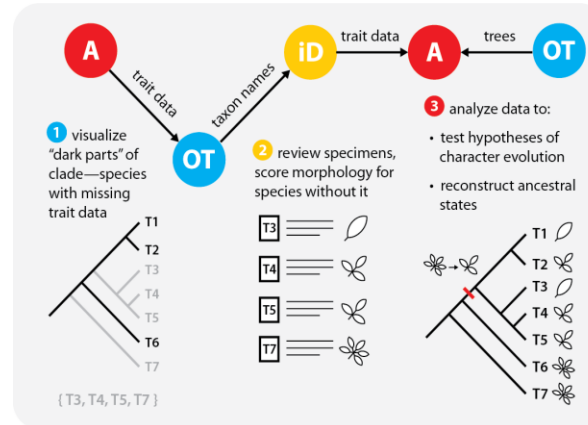 A
trait data
OT
taxon names
iD
trait data
A
trees
OT
1 visualize
“dark parts” of
clade—species
with missing
trait data
T1
T2
T3
T4
T5
T6
T7
{ T3, T4, T5, T7 }
2 review specimens,
score morphology for
species without it
T3
T4
T5
T7
3 analyze data to:
• test hypotheses of
character evolution
• reconstruct ancestral
states
T1
T2
T3
T4
T5
T6
T7